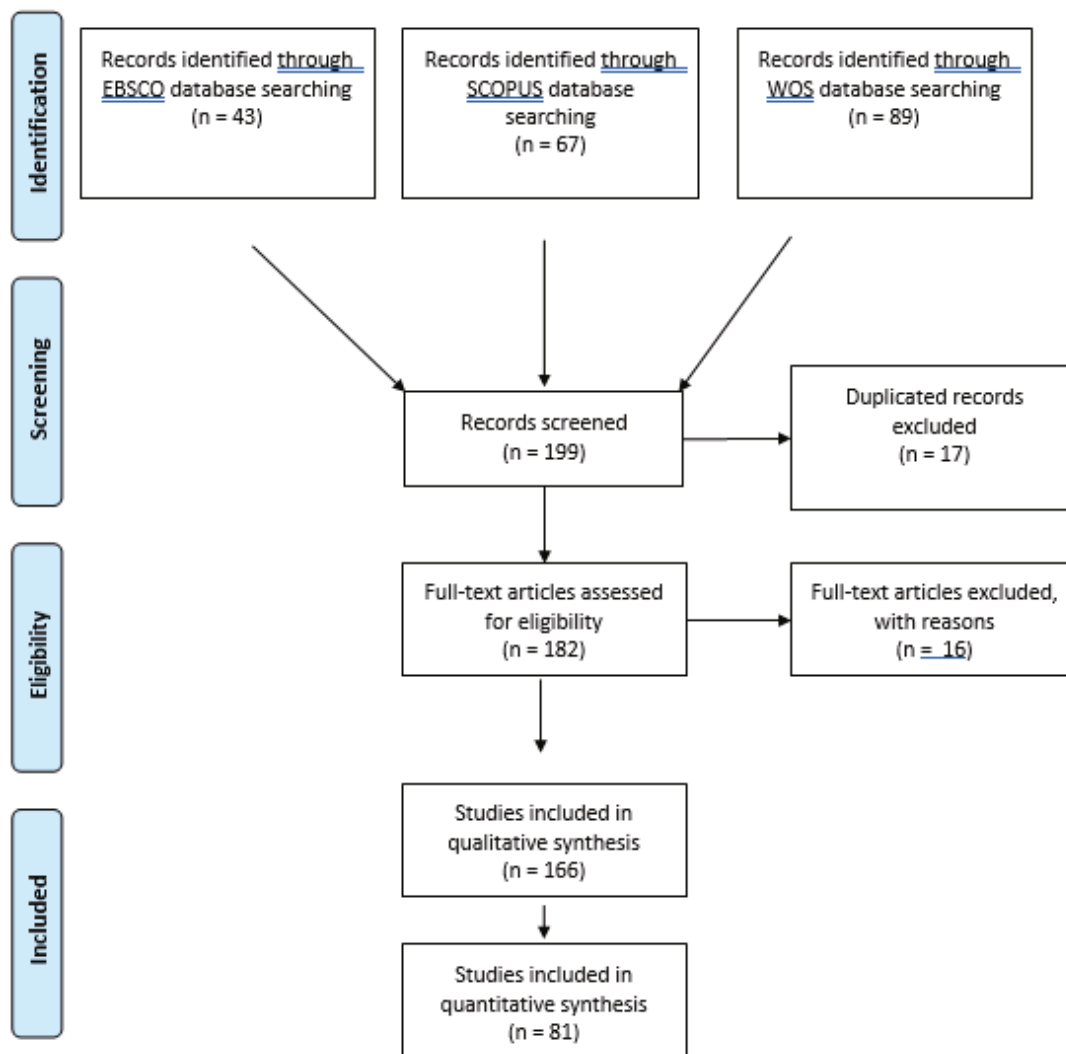 Identification
Records identified through
EBSCO database searching
(n = 43)
Records identified through
SCOPUS database
searching
(n = 67)
Records identified through
WOS database searching
(n = 89)
Screening
Records screened
(n = 199)
Duplicated records
excluded
(n = 17)
Eligibility
Full-text articles assessed
for eligibility
(n = 182)
Full-text articles excluded,
with reasons
(n = 16)
Included
Studies included in
qualitative synthesis
(n = 166)
Studies included in
quantitative synthesis
(n = 81)